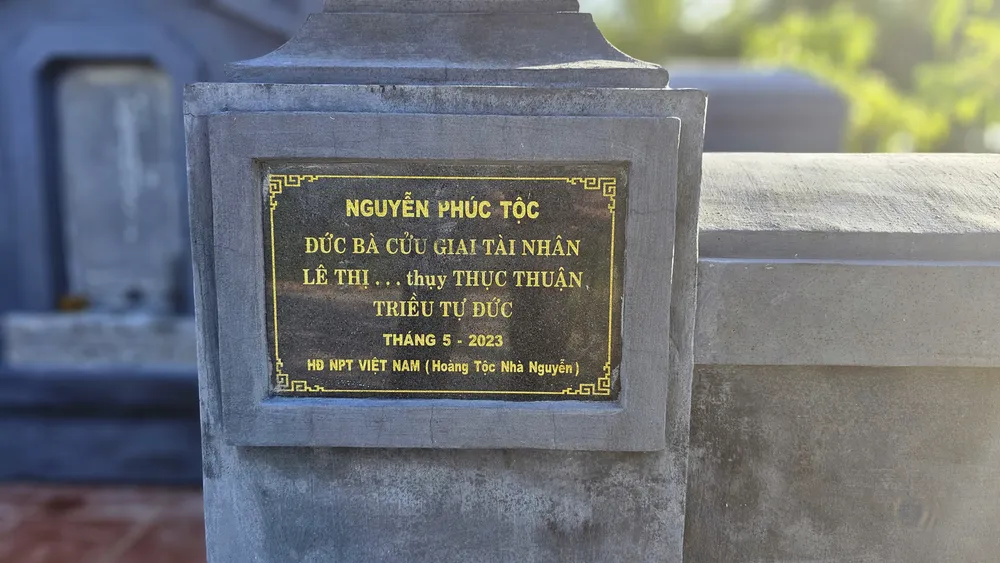 NGUYỄN PHÚC TỘC
ĐỨC BÀ CỬU GIAI TÀI NHÂN
LÊ THỊ ... thụy THỤC THUẬN
TRIỀU TỰ ĐỨC
THÁNG 5 - 2023
HĐ NPT VIỆT NAM (Hoàng Tộc Nhà Nguyễn)